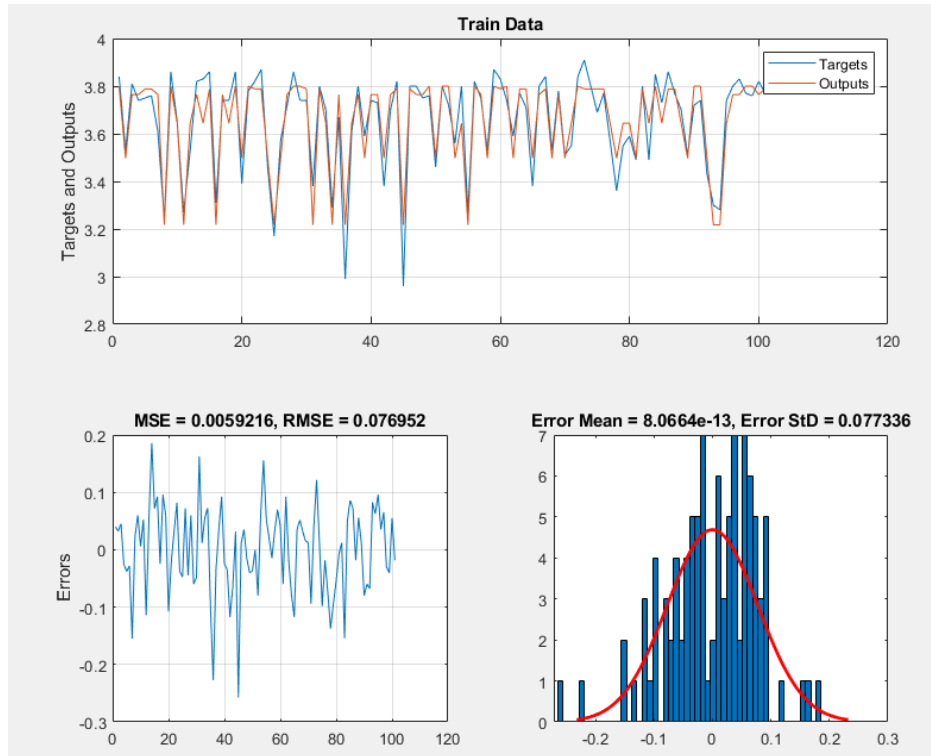 Train Data
Targets and Outputs
4
3.8
3.6
3.4
3.2
3
2.8
0 20 40 60 80 100 120
Targets
Outputs
MSE = 0.0059216, RMSE = 0.076952
Errors
0.2
0.1
0
-0.1
-0.2
-0.3
0 20 40 60 80 100 120
Error Mean = 8.0664e-13, Error StD = 0.077336
7
6
5
4
3
2
1
0
-0.2 -0.1 0 0.1 0.2 0.3